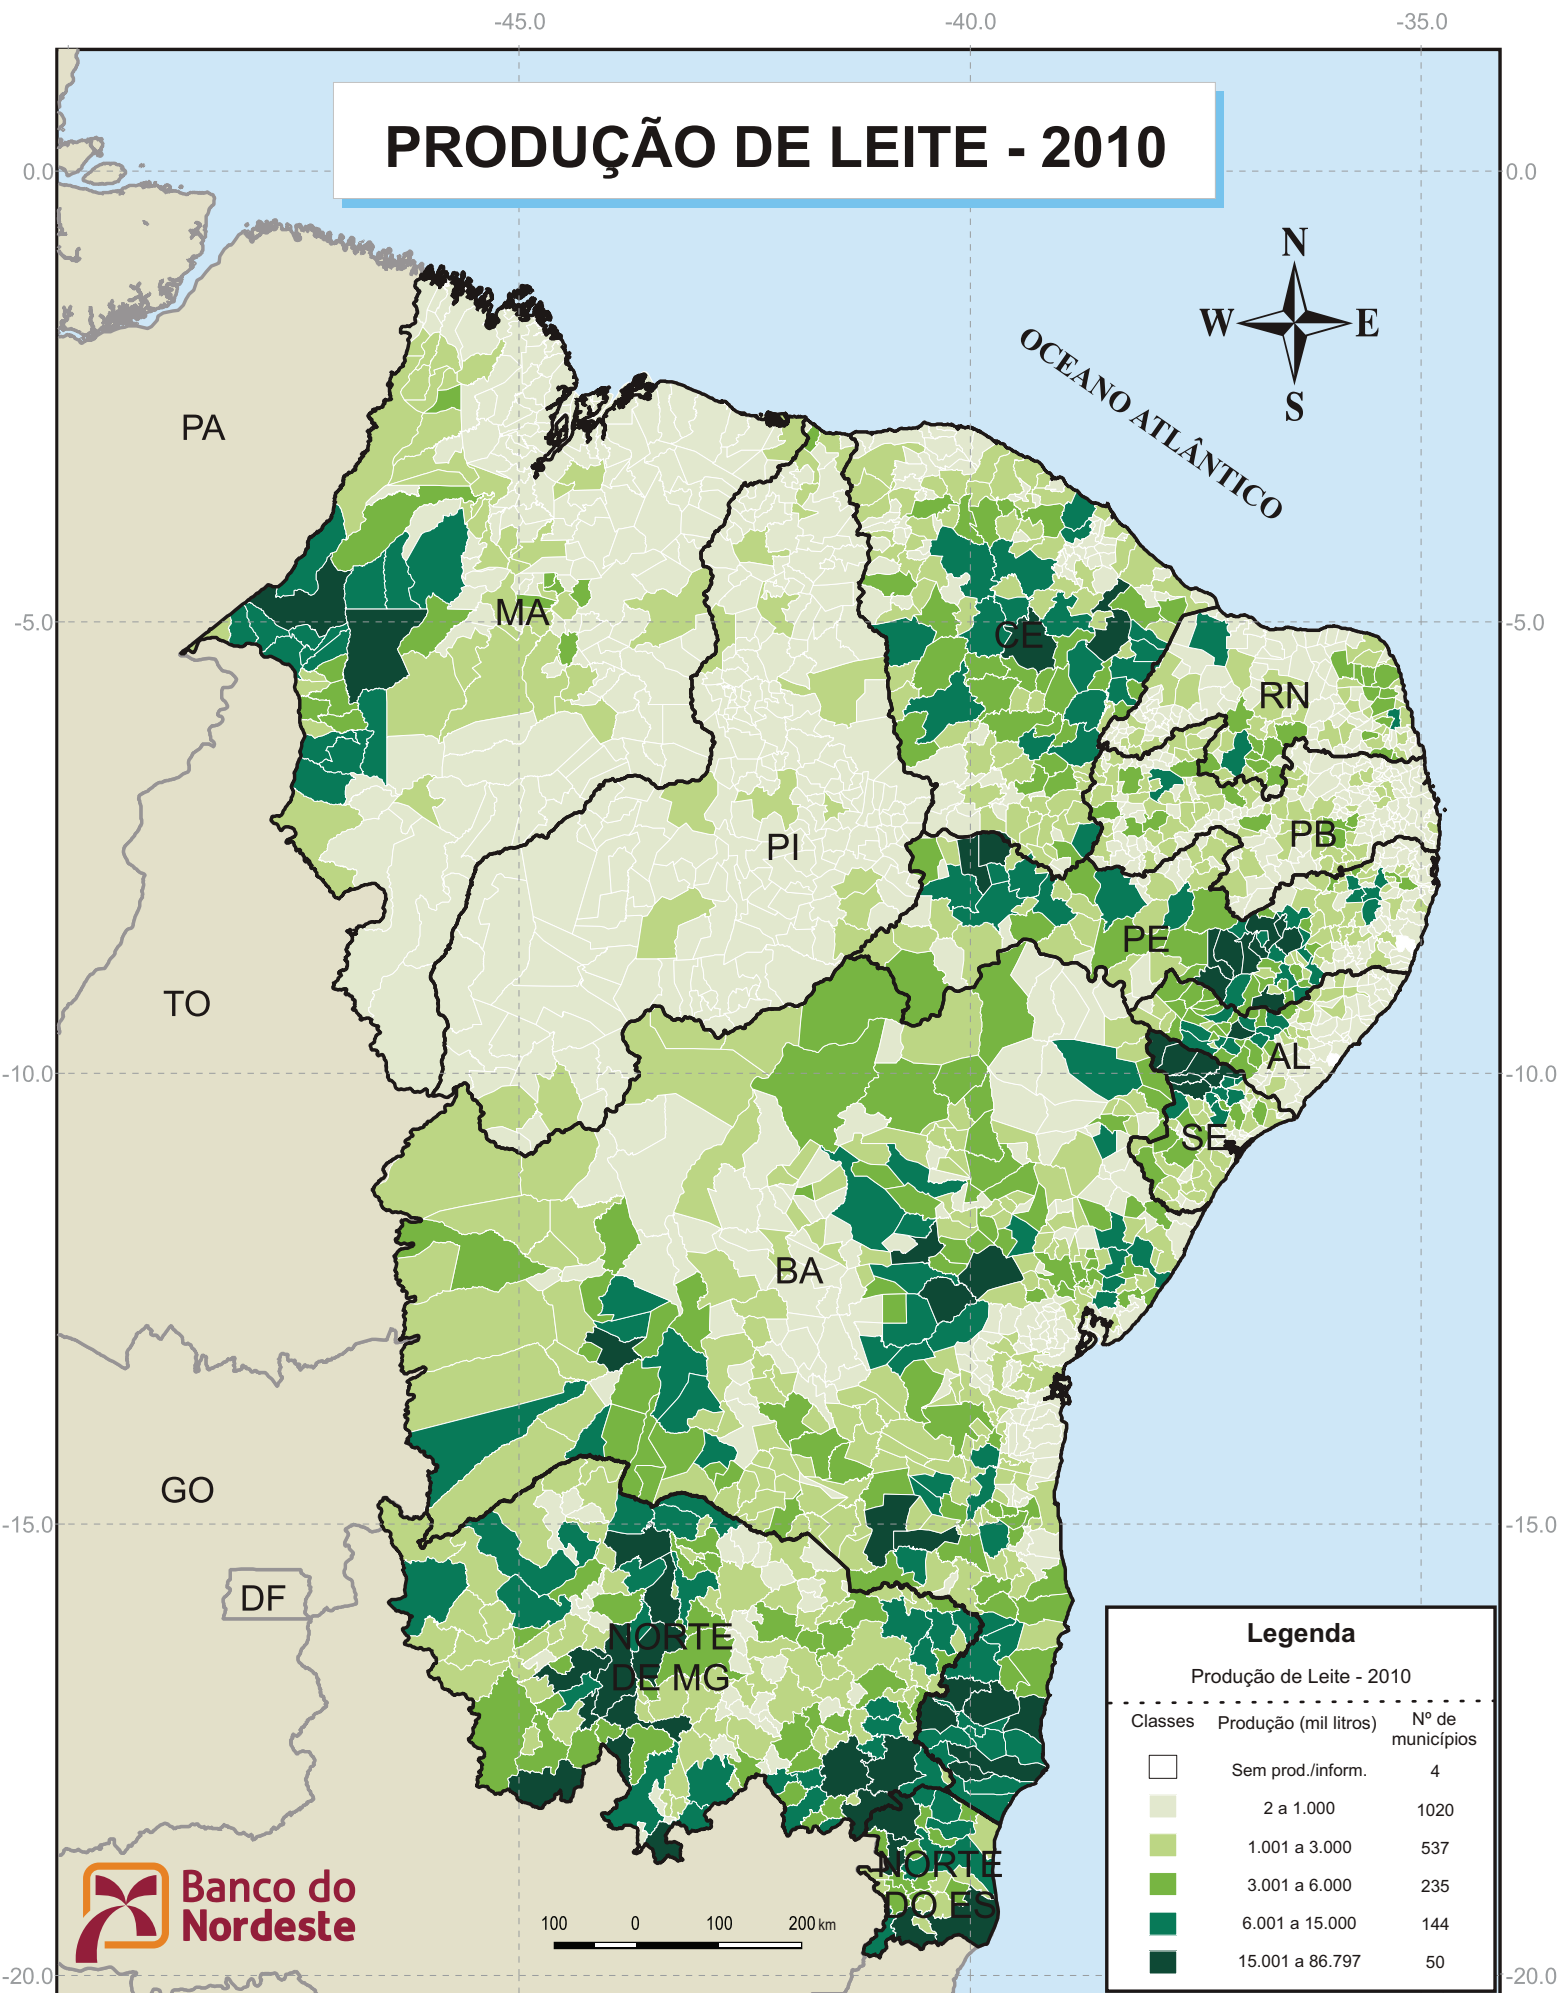 -45.0 -40.0 -35.0
PRODUÇÃO DE LEITE - 2010
0.0 0.0
N
W E
S
OCEANO ATLÂNTICO
PA
-5.0 MA CE -5.0
RN
PI PB
PE
TO
AL
-10.0 -10.0
SE
BA
GO
-15.0 -15.0
DF
NORTE
DE MG
NORTE
DO ES
Banco do
Nordeste
100 0 100 200 km
Legenda
Produção de Leite - 2010
Classes Produção (mil litros) Nº de
municípios
Sem prod./inform. 4
2 a 1.000 1020
1.001 a 3.000 537
3.001 a 6.000 235
6.001 a 15.000 144
15.001 a 86.797 50
-20.0 -20.0